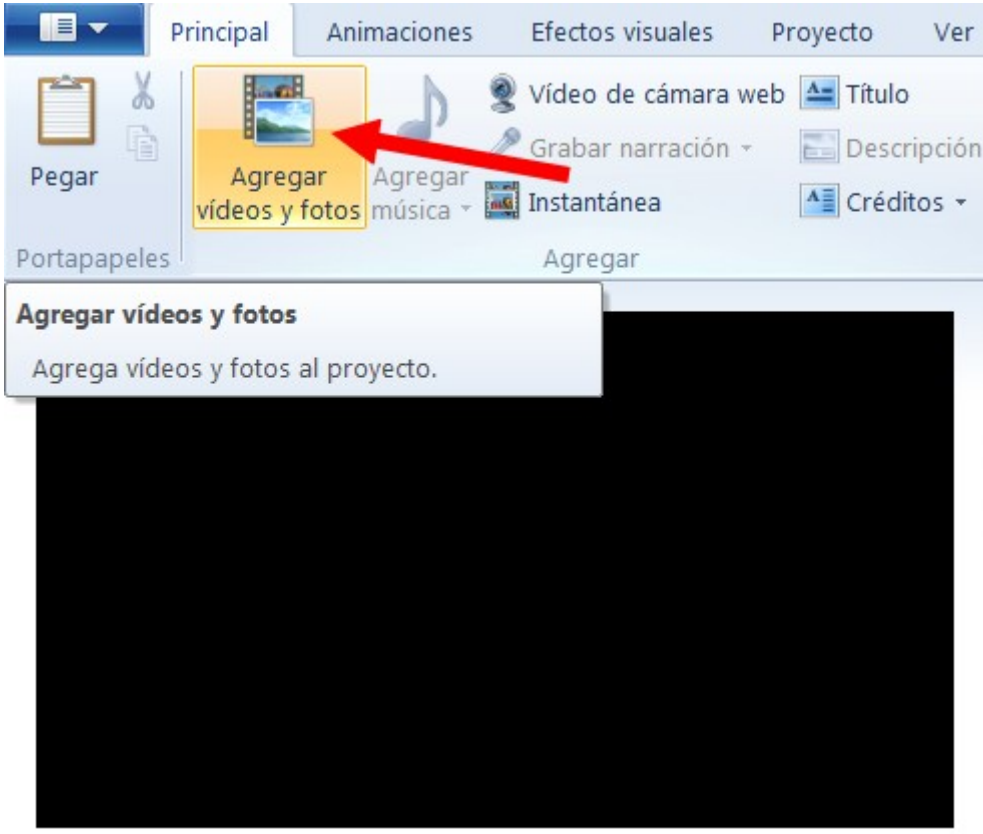 Principal Animaciones Efectos visuales Proyecto Ver
Pegar
Agregar
vídeos y fotos
Agregar
música
Vídeo de cámara web
Grabar narración
Instantánea
Título
Descripción
Créditos
Portapapeles
Agregar
Agregar vídeos y fotos
Agrega vídeos y fotos al proyecto.